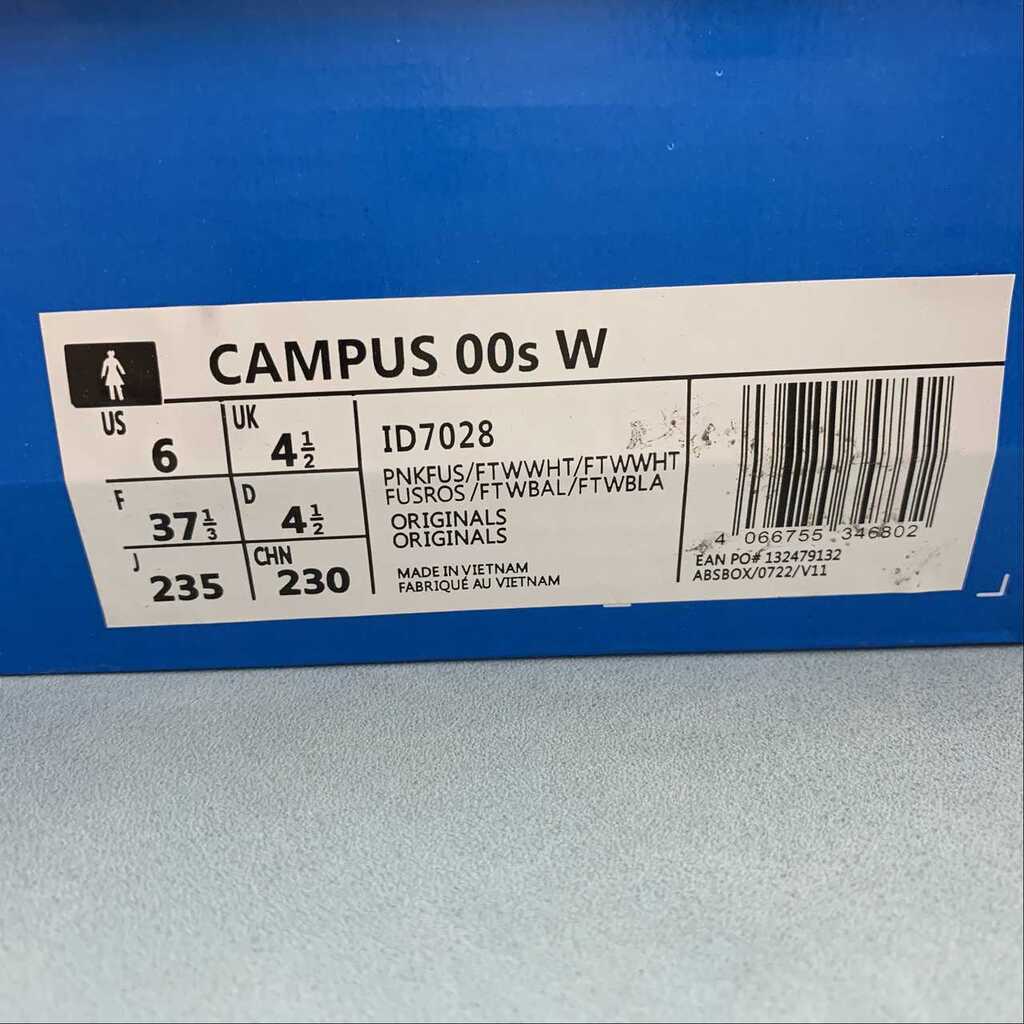 CAMPUS 00s W
US 6 UK 4½
F 37⅓ D 4½
J 235 CHN 230
ID7028
PNKFUS/FTWWHT/FTWWHT
FUSROS/FTWBAL/FTWBLA
ORIGINALS
ORIGINALS
MADE IN VIETNAM
FABRIQUÉ AU VIETNAM
4 066755 346802
EAN PO# 132479132
ABSBOX/0722/V11